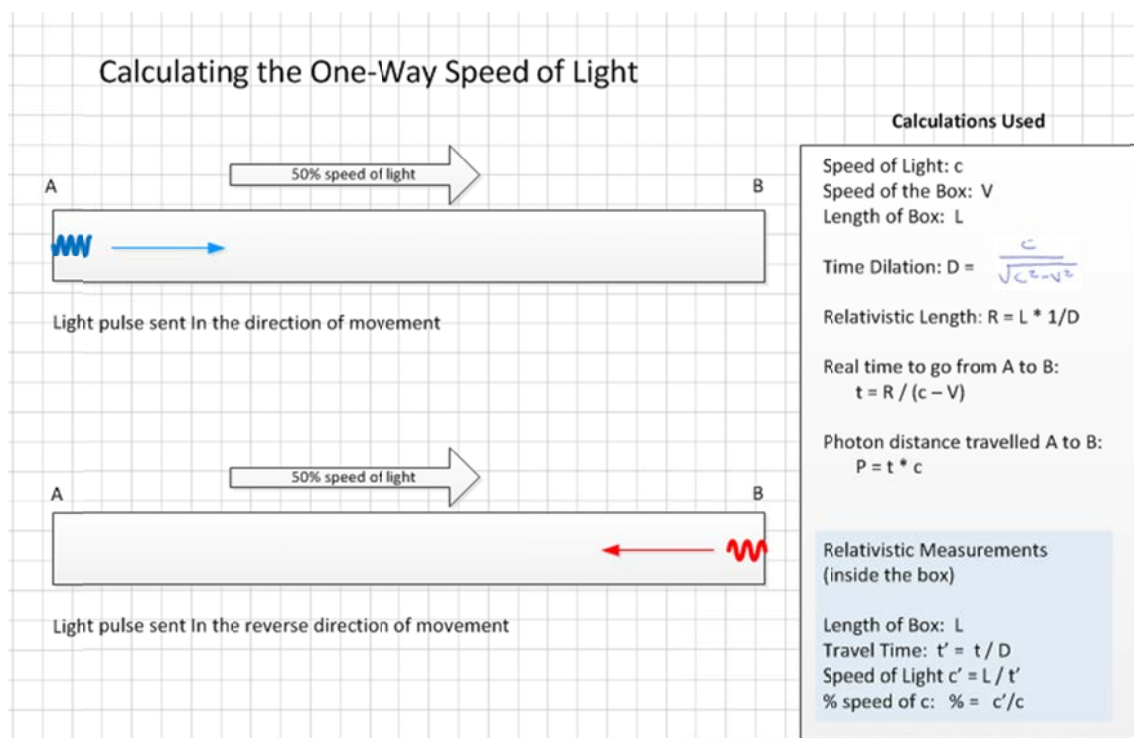 Calculating the One-Way Speed of Light
50% speed of light
A
B
Light pulse sent In the direction of movement
50% speed of light
A
B
Light pulse sent In the reverse direction of movement
Calculations Used
Speed of Light: c
Speed of the Box: V
Length of Box: L
Time Dilation: D = c / √c²-v²
Relativistic Length: R = L * 1/D
Real time to go from A to B:
t = R / (c – V)
Photon distance travelled A to B:
P = t * c
Relativistic Measurements
(inside the box)
Length of Box: L
Travel Time: t' = t / D
Speed of Light c' = L / t'
% speed of c: % = c'/c